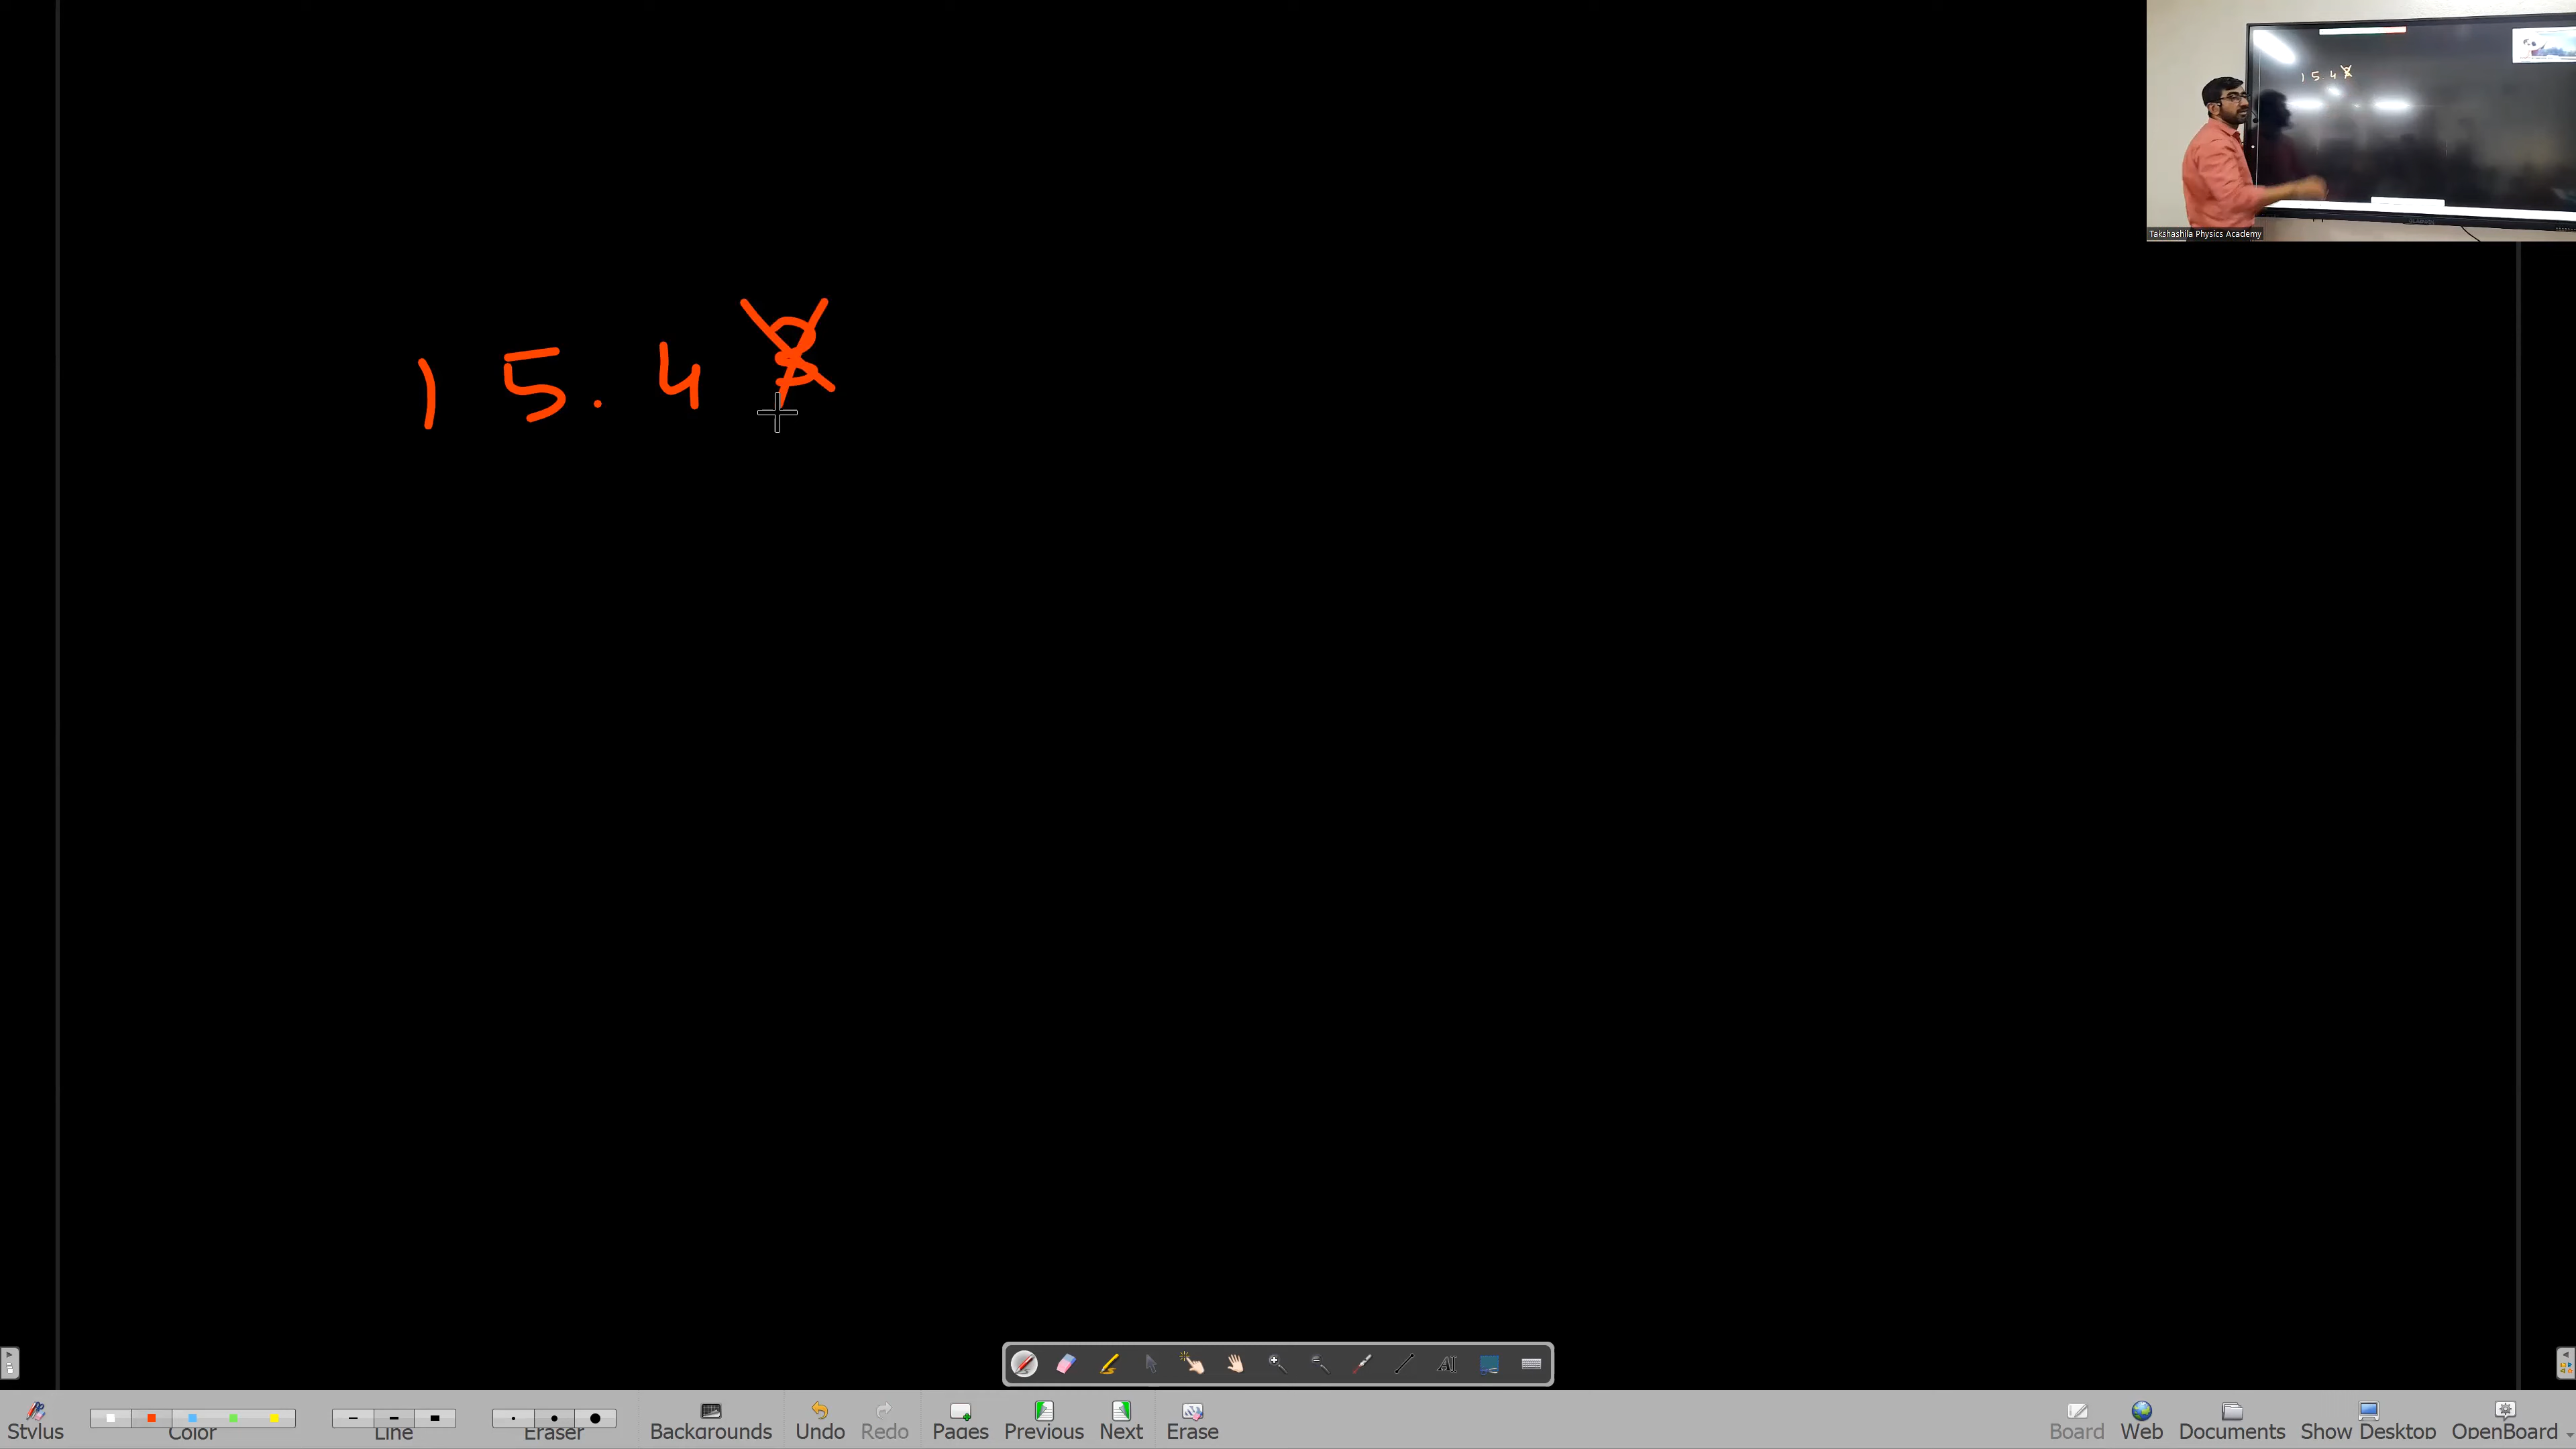 Takshashila Physics Academy
15.4
Stylus
Color
Line
Eraser
Backgrounds
Undo
Redo
Pages
Previous
Next
Erase
Board
Web
Documents
Show Desktop
OpenBoard